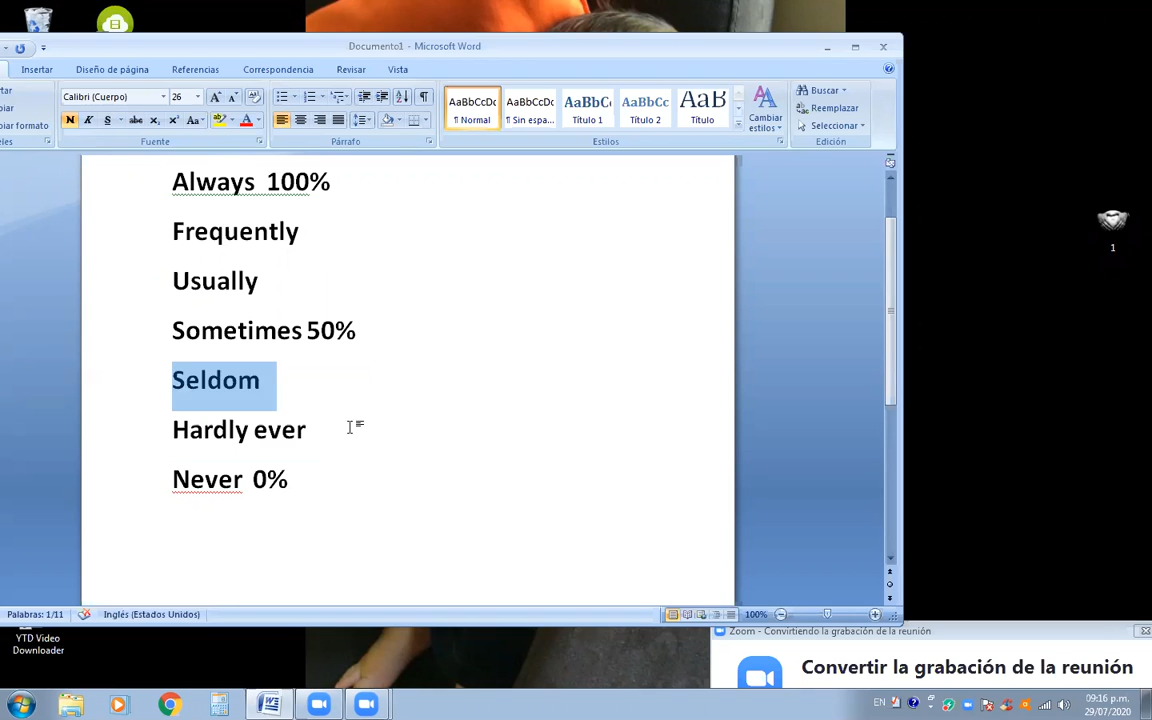 Documento1 - Microsoft Word
Insertar Diseño de página Referencias Correspondencia Revisar Vista
Calibri (Cuerpo) 26
AaBbCcDc AaBbCcDc AaBbC AaBbCc AaB
¶ Normal ¶ Sin espa... Título 1 Título 2 Título
Cambiar estilos
Buscar
Reemplazar
Seleccionar
iar formato
Fuente Párrafo Estilos Edición
Always 100%
Frequently
Usually
Sometimes 50%
Seldom
Hardly ever
Never 0%
1
Palabras: 1/11 Inglés (Estados Unidos) 100%
YTD Video
Downloader
Zoom - Convirtiendo la grabación de la reunión
Convertir la grabación de la reunión
EN 09:16 p.m.
29/07/2020